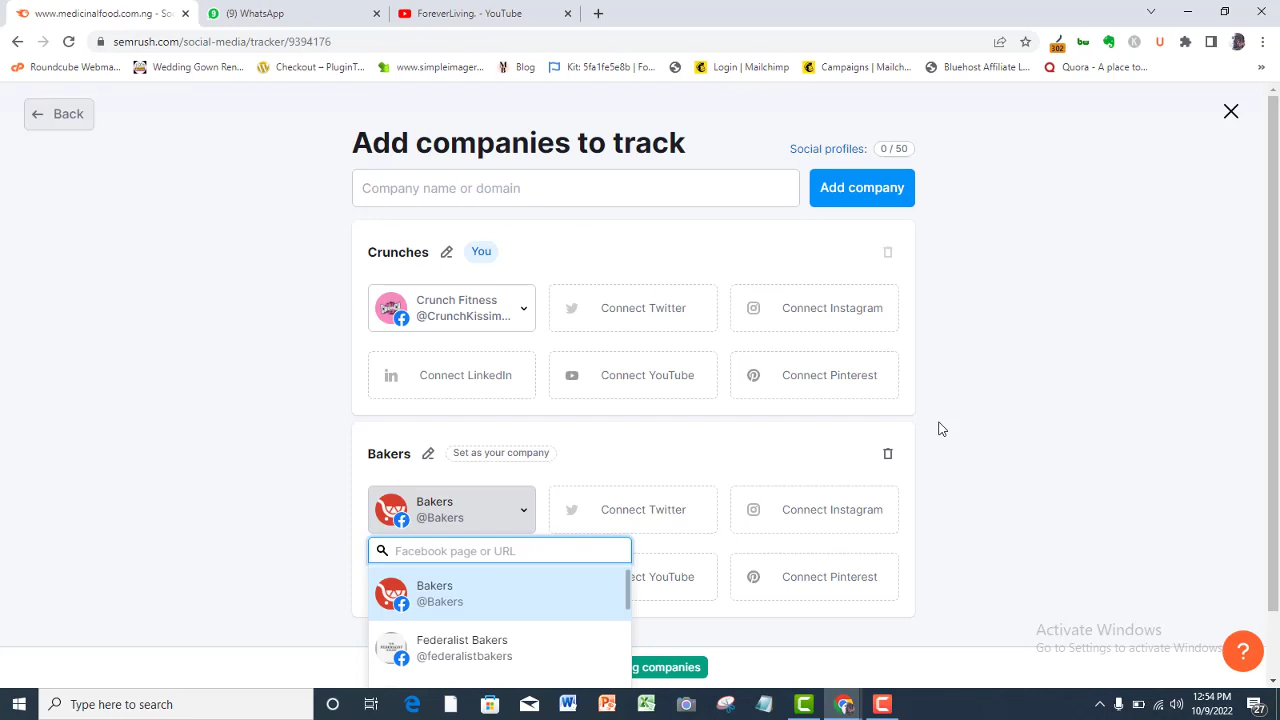 www.medicinalfood.com.ng - So
(9) WhatsApp
ForeverLiving. - YouTube
semrush.com/social-media/tracker/9394176
302
Roundcube Webma...
Wedding Gown Ren...
Checkout – PluginT...
www.simpleimager...
Blog
Kit: 5fa1fe5e8b | Fo...
Login | Mailchimp
Campaigns | Mailch...
Bluehost Affiliate L...
Quora - A place to...
Back
Add companies to track
Social profiles: 0 / 50
Company name or domain
Add company
Crunches
You
Crunch Fitness
@CrunchKissim...
Connect Twitter
Connect Instagram
Connect LinkedIn
Connect YouTube
Connect Pinterest
Bakers
Set as your company
Bakers
@Bakers
Connect Twitter
Connect Instagram
Facebook page or URL
ect YouTube
Connect Pinterest
Bakers
@Bakers
Federalist Bakers
@federalistbakers
g companies
Activate Windows
Go to Settings to activate Windows.
Type here to search
12:54 PM
10/9/2022
27